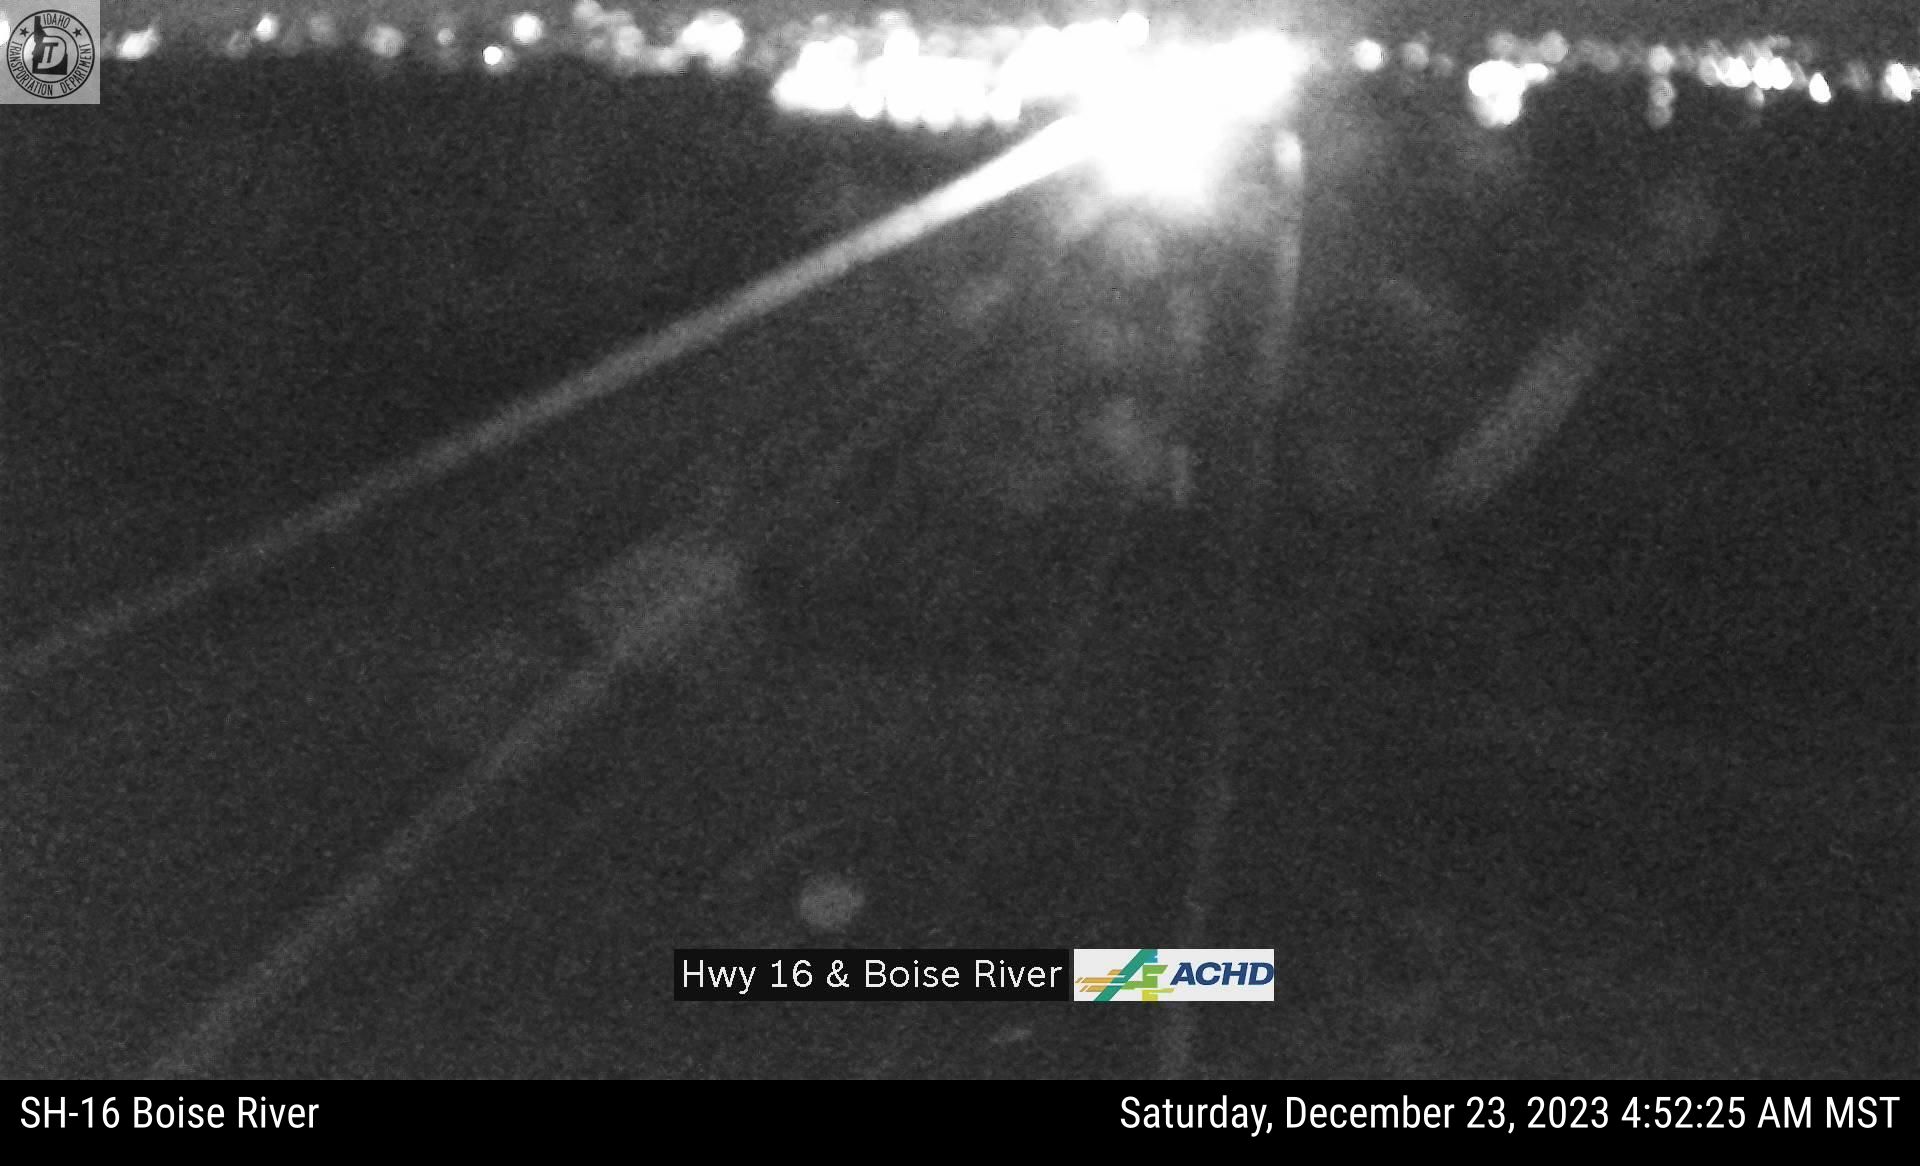 IDAHO
TRANSPORTATION DEPARTMENT
Hwy 16 & Boise River
ACHD
SH-16 Boise River
Saturday, December 23, 2023 4:52:25 AM MST